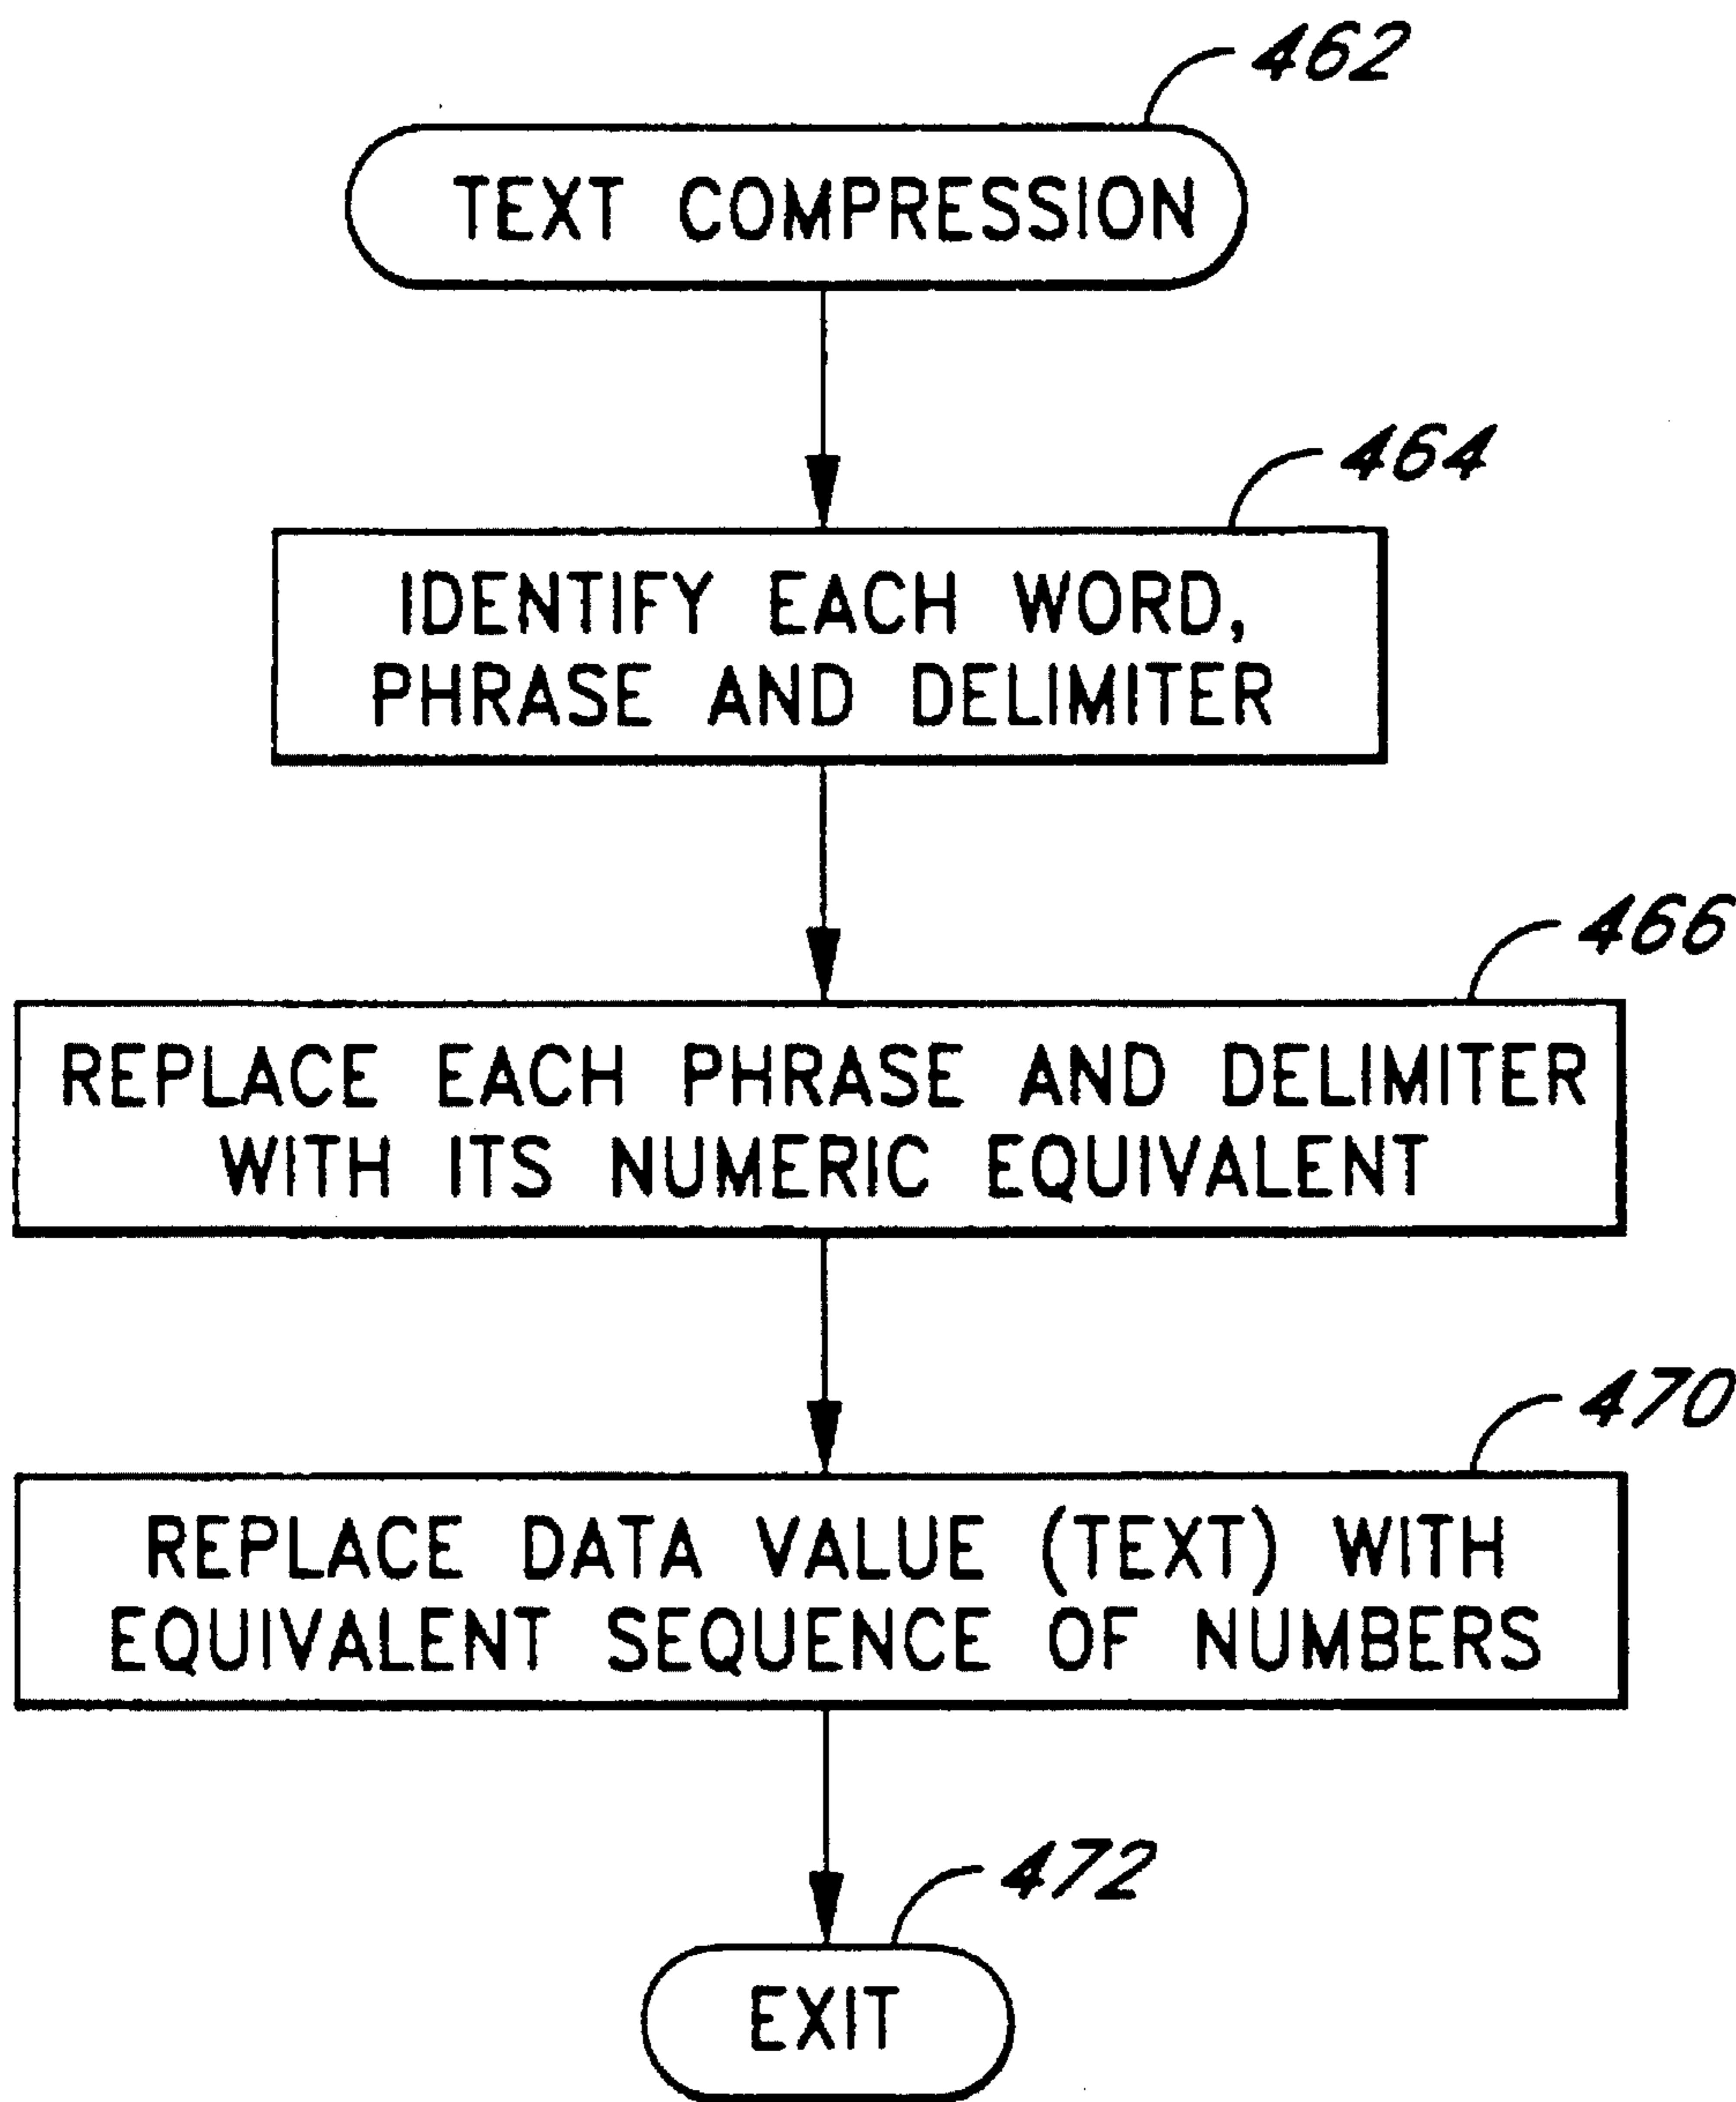 462
TEXT COMPRESSION
464
IDENTIFY EACH WORD,
PHRASE AND DELIMITER
466
REPLACE EACH PHRASE AND DELIMITER
WITH ITS NUMERIC EQUIVALENT
470
REPLACE DATA VALUE (TEXT) WITH
EQUIVALENT SEQUENCE OF NUMBERS
472
EXIT